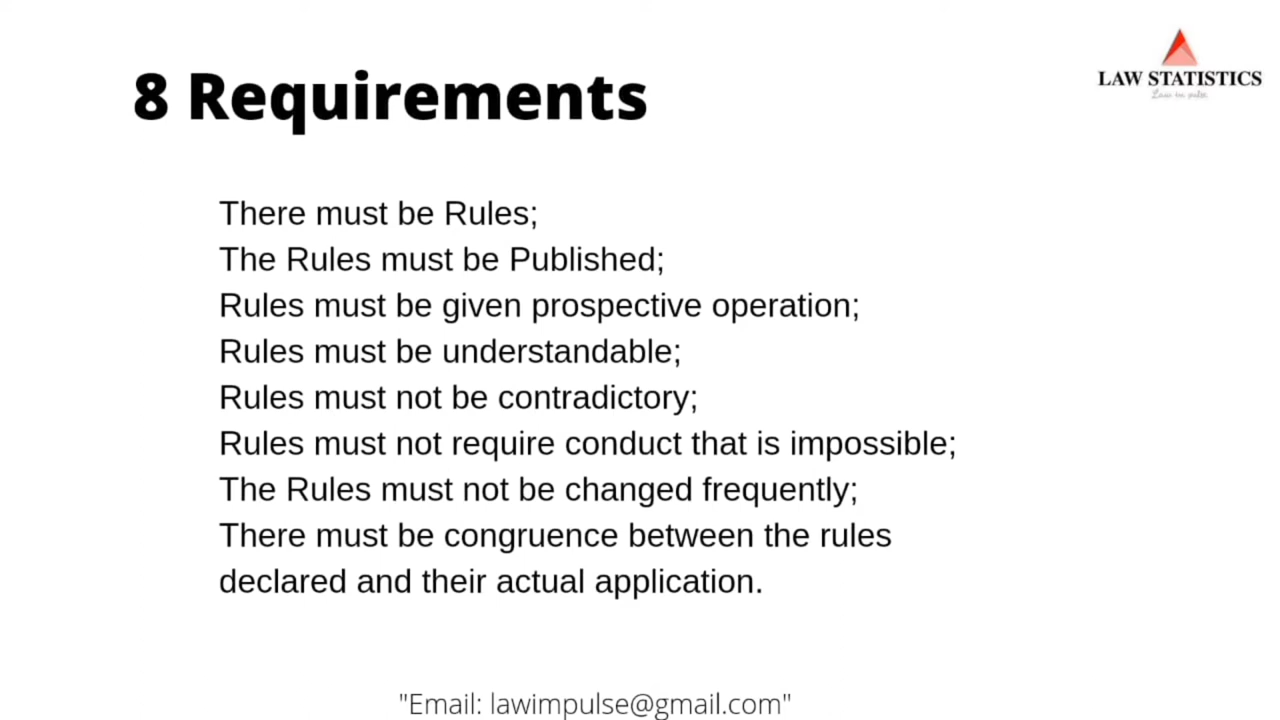 8 Requirements
LAW STATISTICS
Law in pulse
There must be Rules;
The Rules must be Published;
Rules must be given prospective operation;
Rules must be understandable;
Rules must not be contradictory;
Rules must not require conduct that is impossible;
The Rules must not be changed frequently;
There must be congruence between the rules
declared and their actual application.
"Email: lawimpulse@gmail.com"